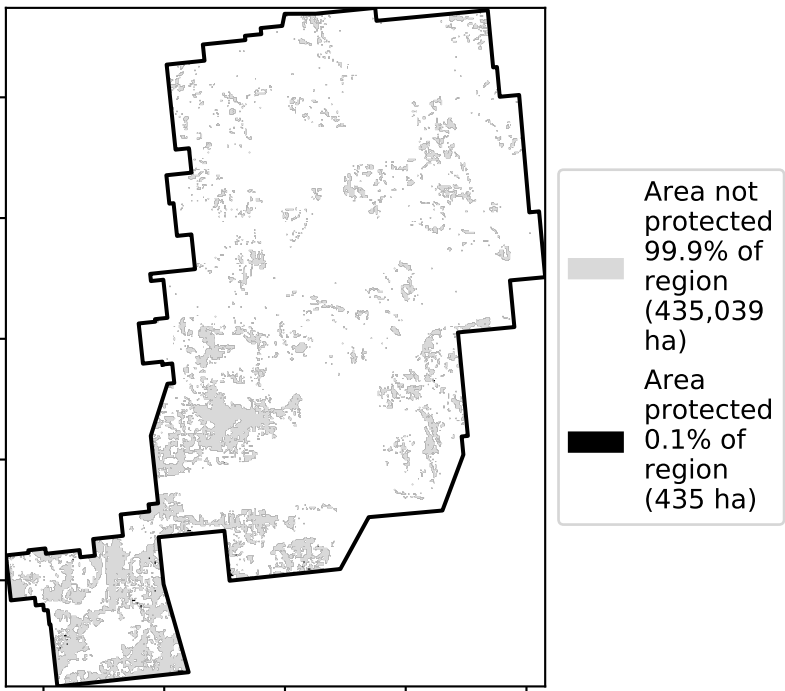 Area not
protected
99.9% of
region
(435,039
ha)
Area
protected
0.1% of
region
(435 ha)